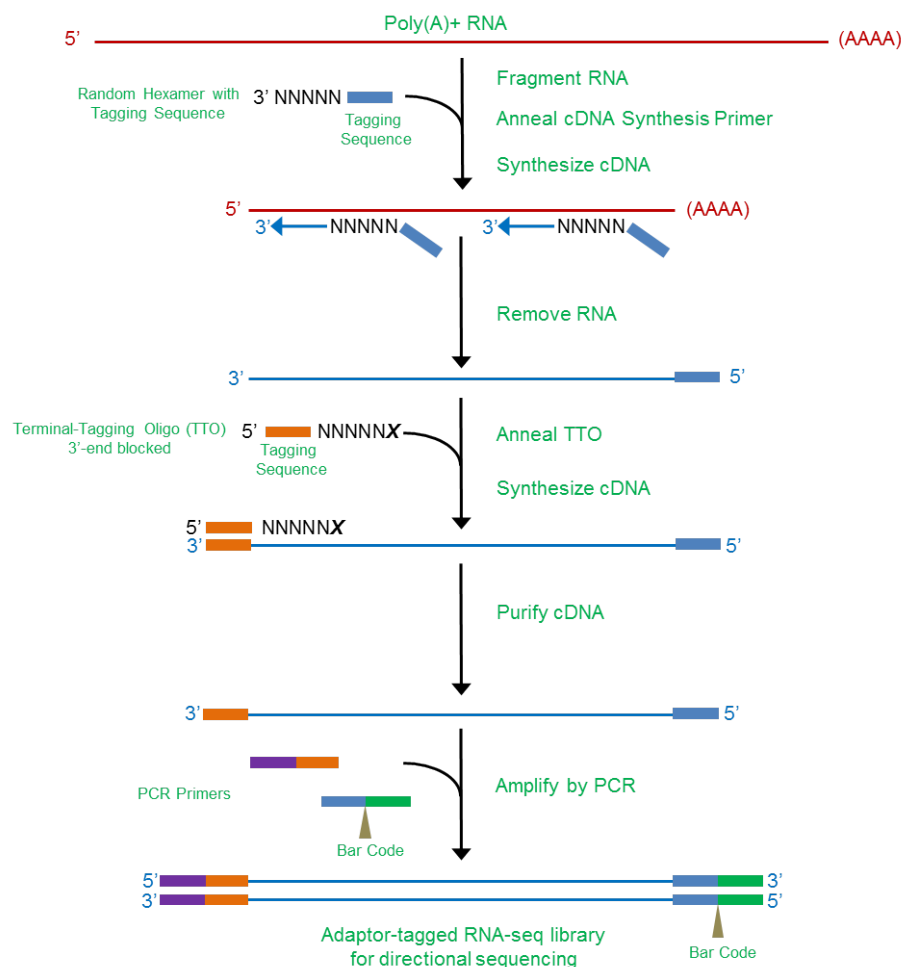 Poly(A)+ RNA
5’
(AAAA)
Random Hexamer with
Tagging Sequence
3’ NNNNN
Tagging
Sequence
Fragment RNA
Anneal cDNA Synthesis Primer
Synthesize cDNA
5’
(AAAA)
3’
NNNNN
3’
NNNNN
Remove RNA
3’
5’
Terminal-Tagging Oligo (TTO)
3’-end blocked
5’
NNNNNX
Tagging
Sequence
Anneal TTO
Synthesize cDNA
5’
NNNNNX
3’
5’
Purify cDNA
3’
5’
PCR Primers
Bar Code
Amplify by PCR
5’
3’
3’
5’
Adaptor-tagged RNA-seq library
for directional sequencing
Bar Code